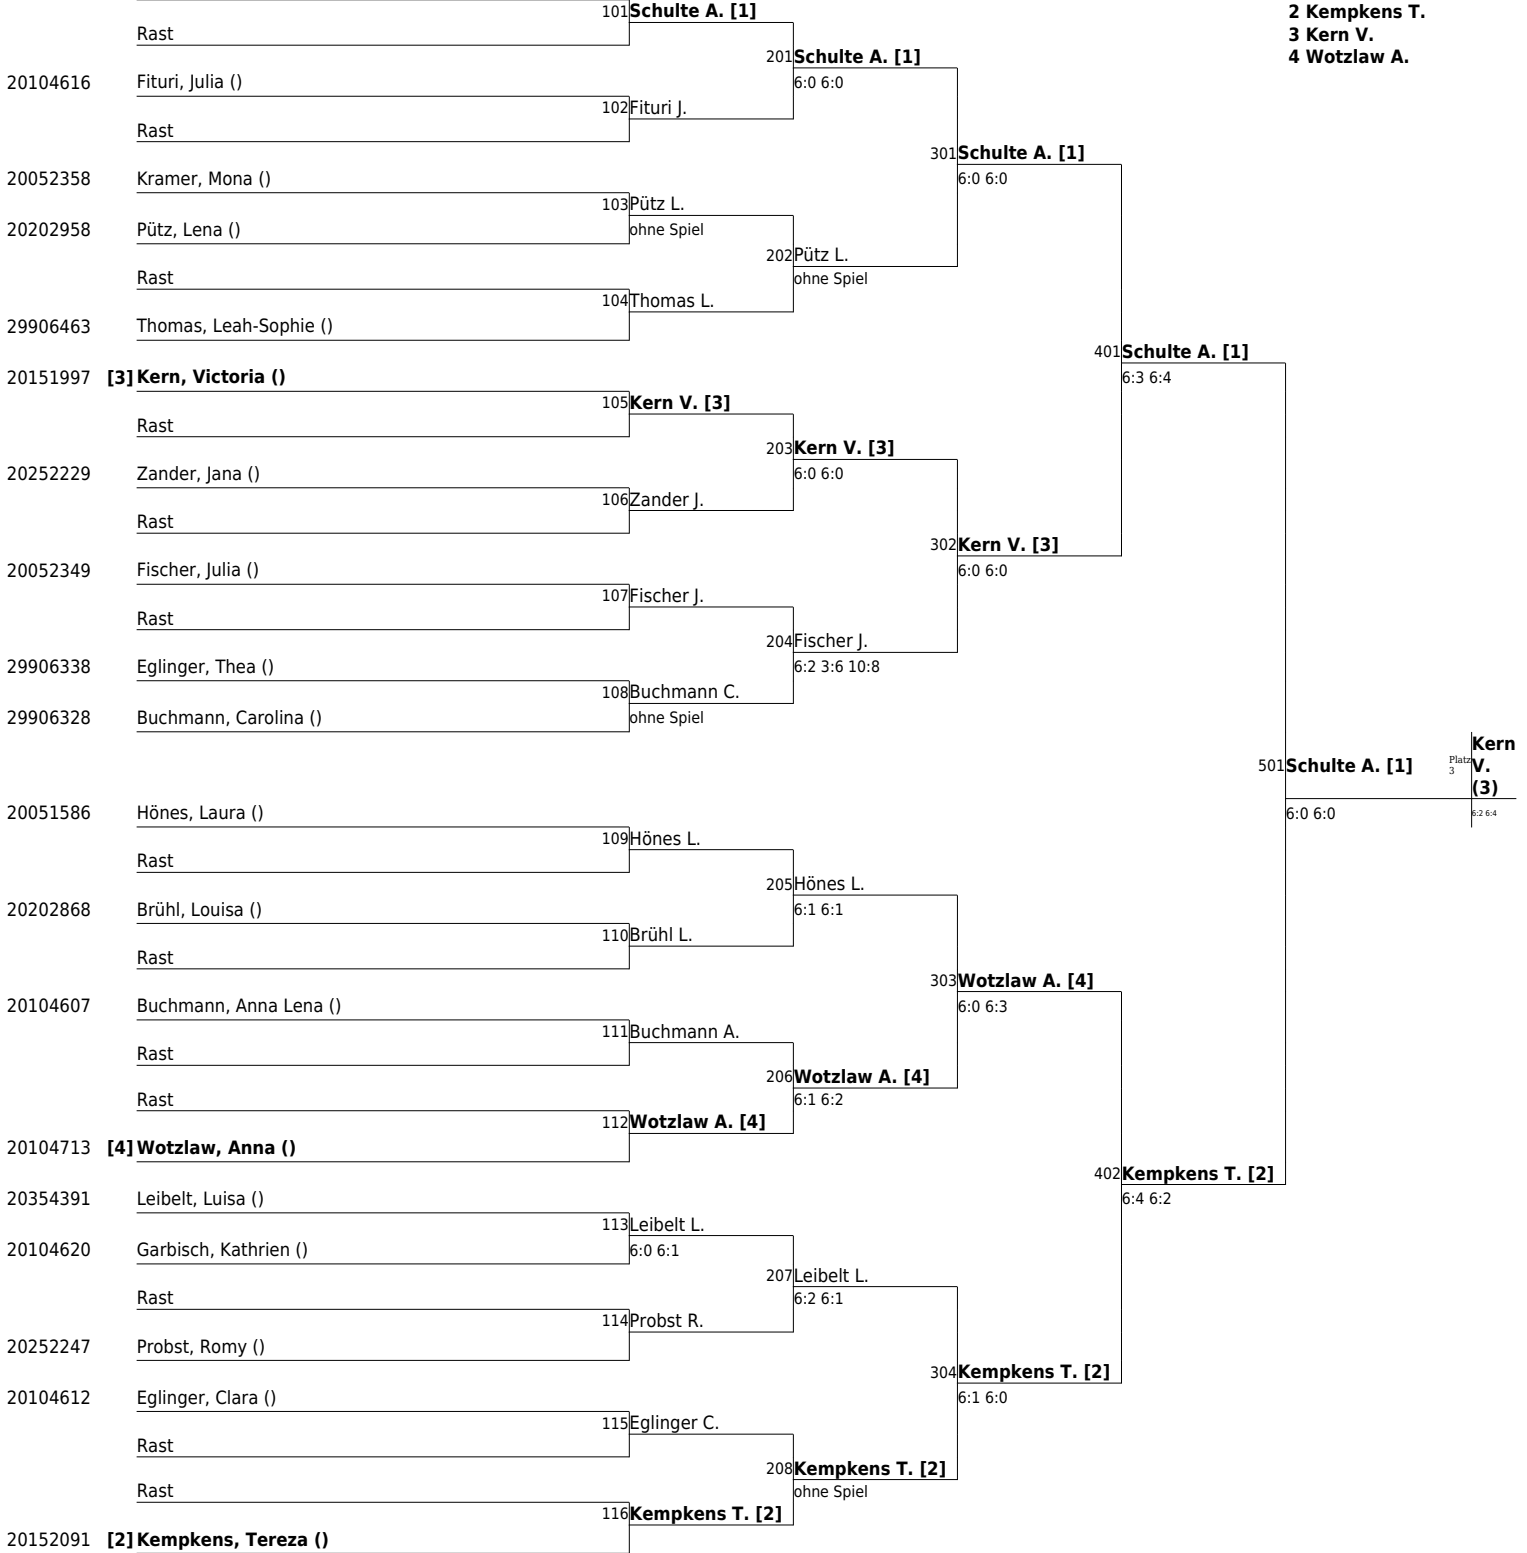 101 Schulte A. [1]
2 Kempkens T.
Rast
3 Kern V.
201 Schulte A. [1]
4 Wotzlaw A.
20104616 Fituri, Julia ()
6:0 6:0
102 Fituri J.
Rast
301 Schulte A. [1]
20052358 Kramer, Mona ()
6:0 6:0
103 Pütz L.
20202958 Pütz, Lena ()
ohne Spiel
202 Pütz L.
Rast
ohne Spiel
104 Thomas L.
29906463 Thomas, Leah-Sophie ()
401 Schulte A. [1]
20151997 [3] Kern, Victoria ()
6:3 6:4
105 Kern V. [3]
Rast
203 Kern V. [3]
20252229 Zander, Jana ()
6:0 6:0
106 Zander J.
Rast
302 Kern V. [3]
20052349 Fischer, Julia ()
6:0 6:0
107 Fischer J.
Rast
204 Fischer J.
29906338 Eglinger, Thea ()
6:2 3:6 10:8
108 Buchmann C.
29906328 Buchmann, Carolina ()
ohne Spiel
501 Schulte A. [1]
Platz
3
Kern
V.
(3)
20051586 Hönes, Laura ()
6:0 6:0
6:2 6:4
109 Hönes L.
Rast
205 Hönes L.
20202868 Brühl, Louisa ()
6:1 6:1
110 Brühl L.
Rast
303 Wotzlaw A. [4]
20104607 Buchmann, Anna Lena ()
6:0 6:3
111 Buchmann A.
Rast
206 Wotzlaw A. [4]
Rast
6:1 6:2
112 Wotzlaw A. [4]
20104713 [4] Wotzlaw, Anna ()
402 Kempkens T. [2]
20354391 Leibelt, Luisa ()
6:4 6:2
113 Leibelt L.
20104620 Garbisch, Kathrien ()
6:0 6:1
207 Leibelt L.
Rast
6:2 6:1
114 Probst R.
20252247 Probst, Romy ()
304 Kempkens T. [2]
20104612 Eglinger, Clara ()
6:1 6:0
115 Eglinger C.
Rast
208 Kempkens T. [2]
Rast
ohne Spiel
116 Kempkens T. [2]
20152091 [2] Kempkens, Tereza ()